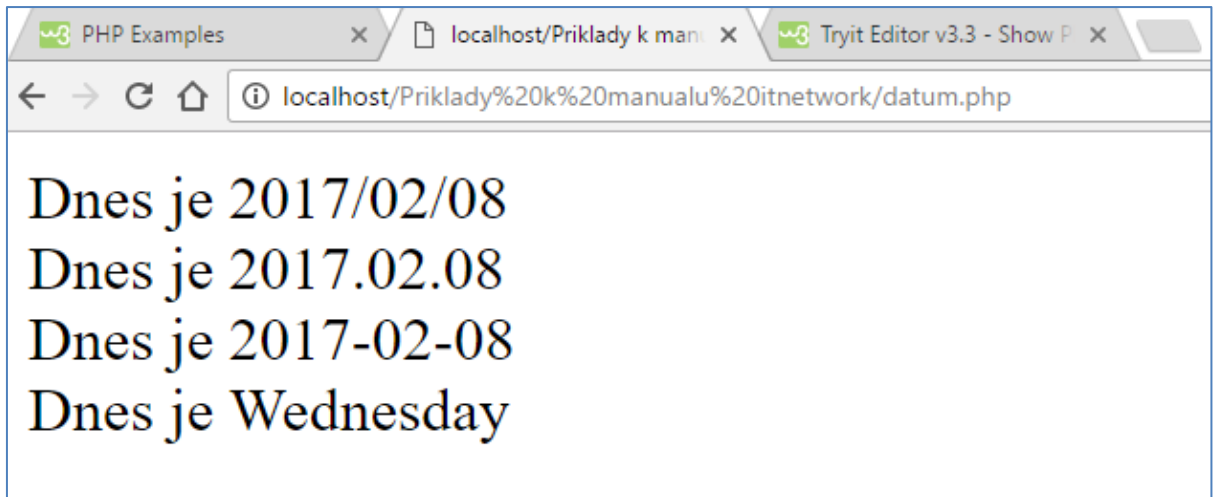 PHP Examples
localhost/Priklady k man
Tryit Editor v3.3 - Show P
localhost/Priklady%20k%20manualu%20itnetwork/datum.php
Dnes je 2017/02/08
Dnes je 2017.02.08
Dnes je 2017-02-08
Dnes je Wednesday